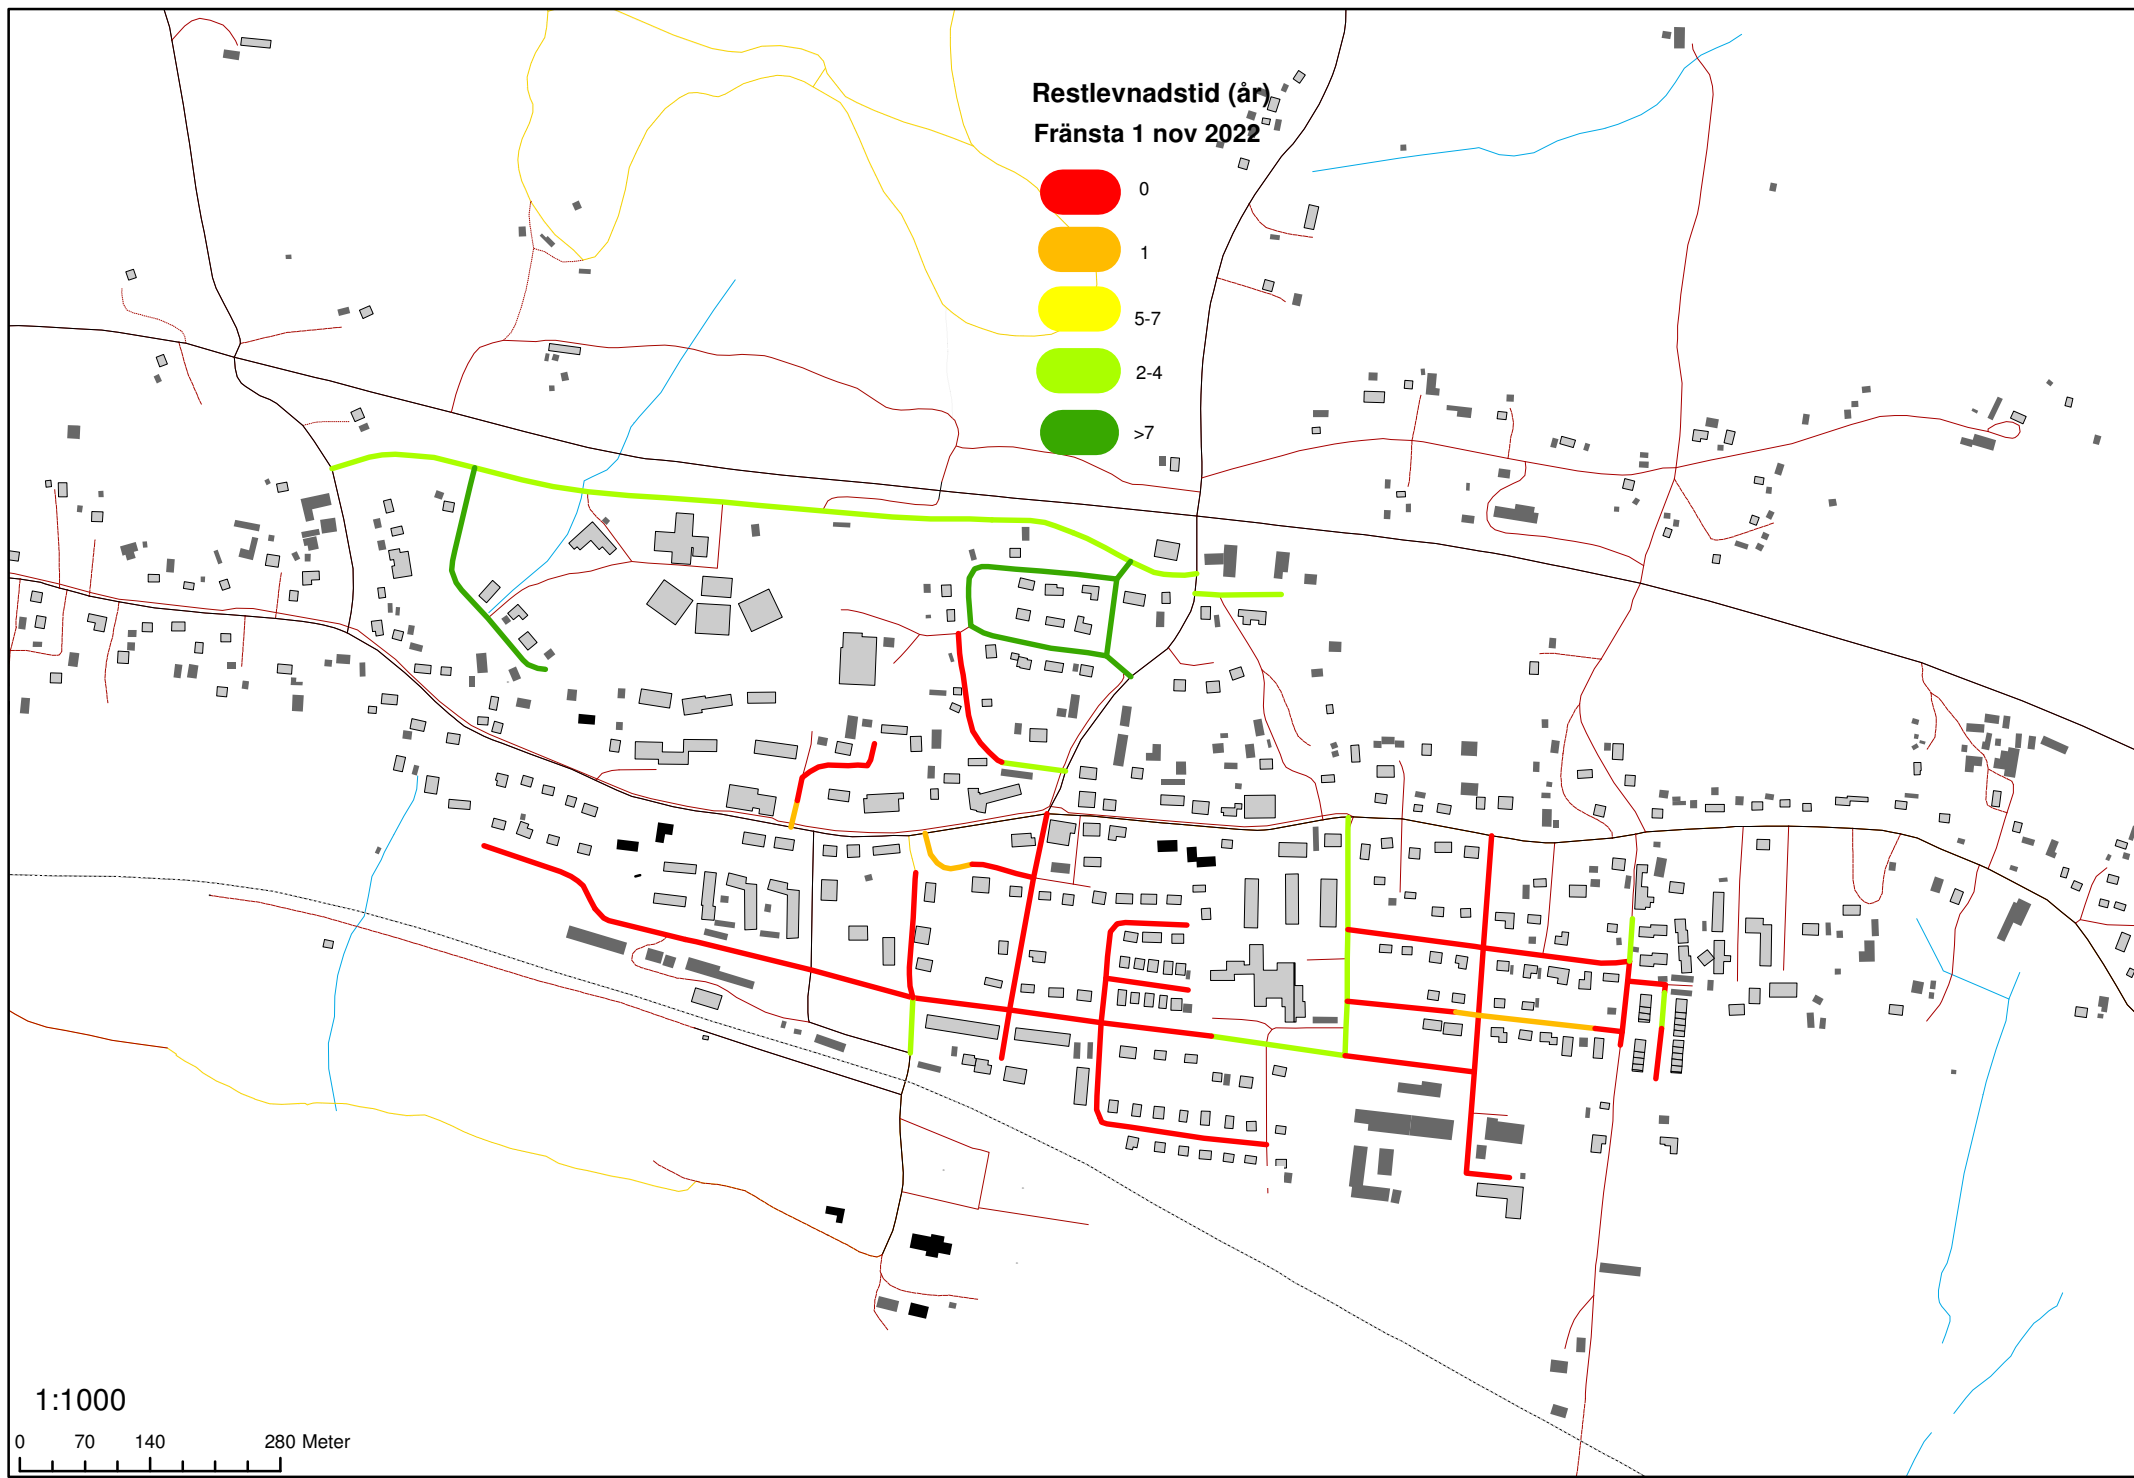 Restlevnadstid (år)
Fränsta 1 nov 2022
0
1
5-7
2-4
>7
1:1000
0 70 140 280 Meter